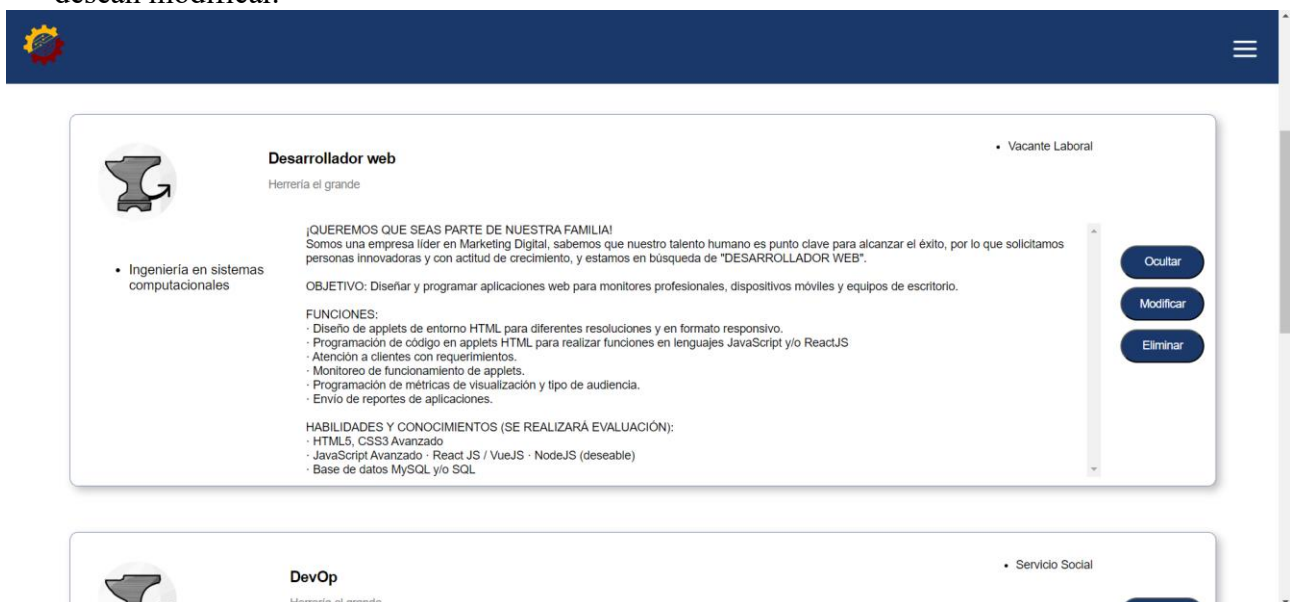 desean modificar.
Desarrollador web
• Vacante Laboral
Herrería el grande
• Ingeniería en sistemas
computacionales
¡QUEREMOS QUE SEAS PARTE DE NUESTRA FAMILIA!
Somos una empresa líder en Marketing Digital, sabemos que nuestro talento humano es punto clave para alcanzar el éxito, por lo que solicitamos
personas innovadoras y con actitud de crecimiento, y estamos en búsqueda de "DESARROLLADOR WEB".
OBJETIVO: Diseñar y programar aplicaciones web para monitores profesionales, dispositivos móviles y equipos de escritorio.
FUNCIONES:
· Diseño de applets de entorno HTML para diferentes resoluciones y en formato responsivo.
· Programación de código en applets HTML para realizar funciones en lenguajes JavaScript y/o ReactJS
· Atención a clientes con requerimientos.
· Monitoreo de funcionamiento de applets.
· Programación de métricas de visualización y tipo de audiencia.
· Envío de reportes de aplicaciones.
HABILIDADES Y CONOCIMIENTOS (SE REALIZARÁ EVALUACIÓN):
· HTML5, CSS3 Avanzado
· JavaScript Avanzado · React JS / VueJS · NodeJS (deseable)
· Base de datos MySQL y/o SQL
Ocultar
Modificar
Eliminar
DevOp
• Servicio Social
Herrería el grande